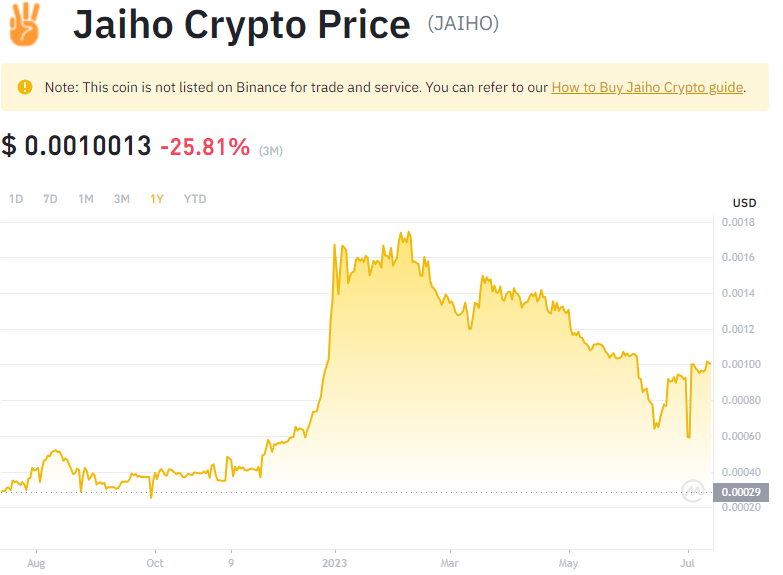 Jaiho Crypto Price (JAIHO)
Note: This coin is not listed on Binance for trade and service. You can refer to our How to Buy Jaiho Crypto guide.
$ 0.0010013 -25.81% (3M)
1D 7D 1M 3M 1Y YTD
USD
0.0018
0.0016
0.0014
0.0012
0.00100
0.00080
0.00060
0.00040
0.00029
0.00020
Aug Oct 9 2023 Mar May Jul